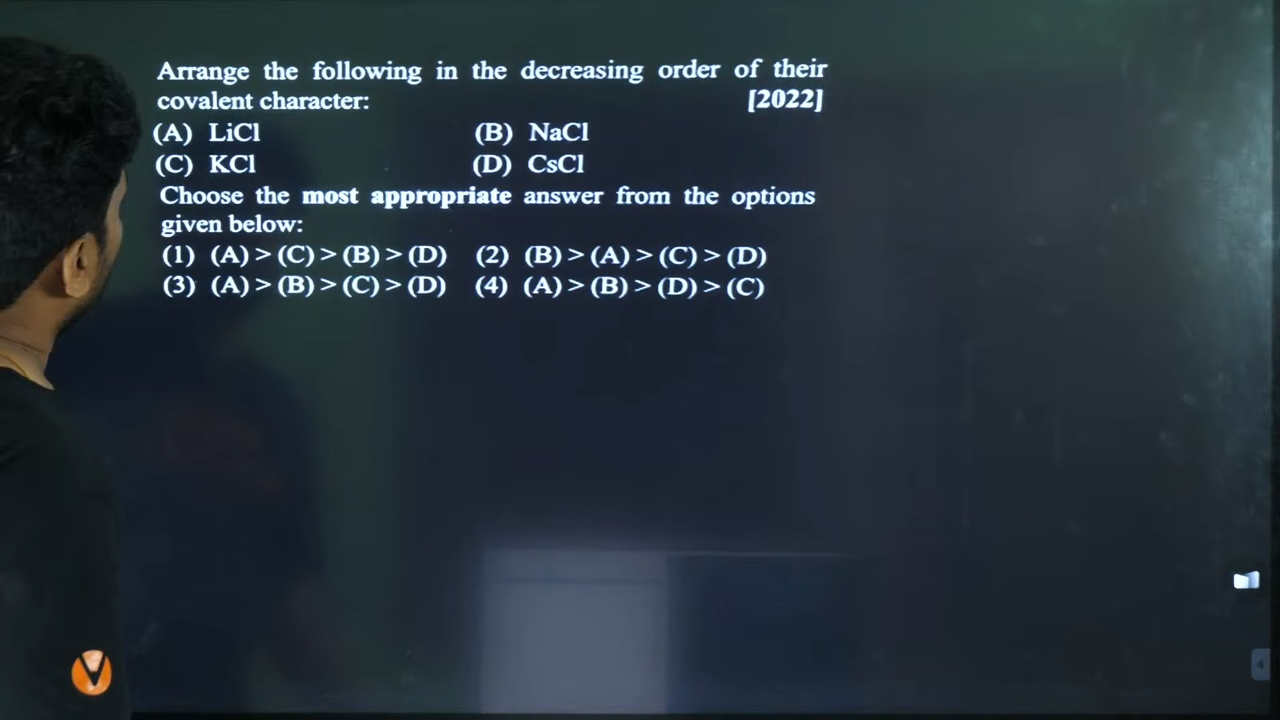 Arrange the following in the decreasing order of their
covalent character: [2022]
(A) LiCl (B) NaCl
(C) KCl (D) CsCl
Choose the most appropriate answer from the options
given below:
(1) (A) > (C) > (B) > (D) (2) (B) > (A) > (C) > (D)
(3) (A) > (B) > (C) > (D) (4) (A) > (B) > (D) > (C)
V